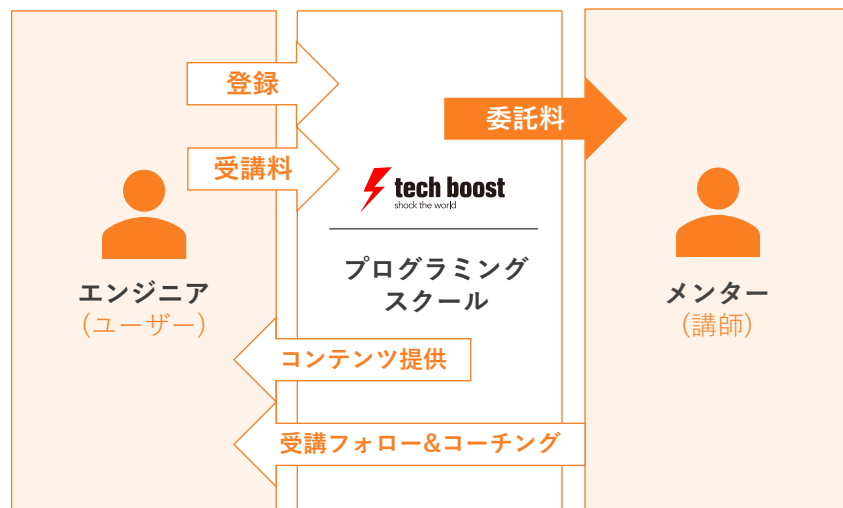 登録
委託料
受講料
tech boost
shock the world
プログラミング
スクール
エンジニア
(ユーザー)
メンター
(講師)
コンテンツ提供
受講フォロー&コーチング